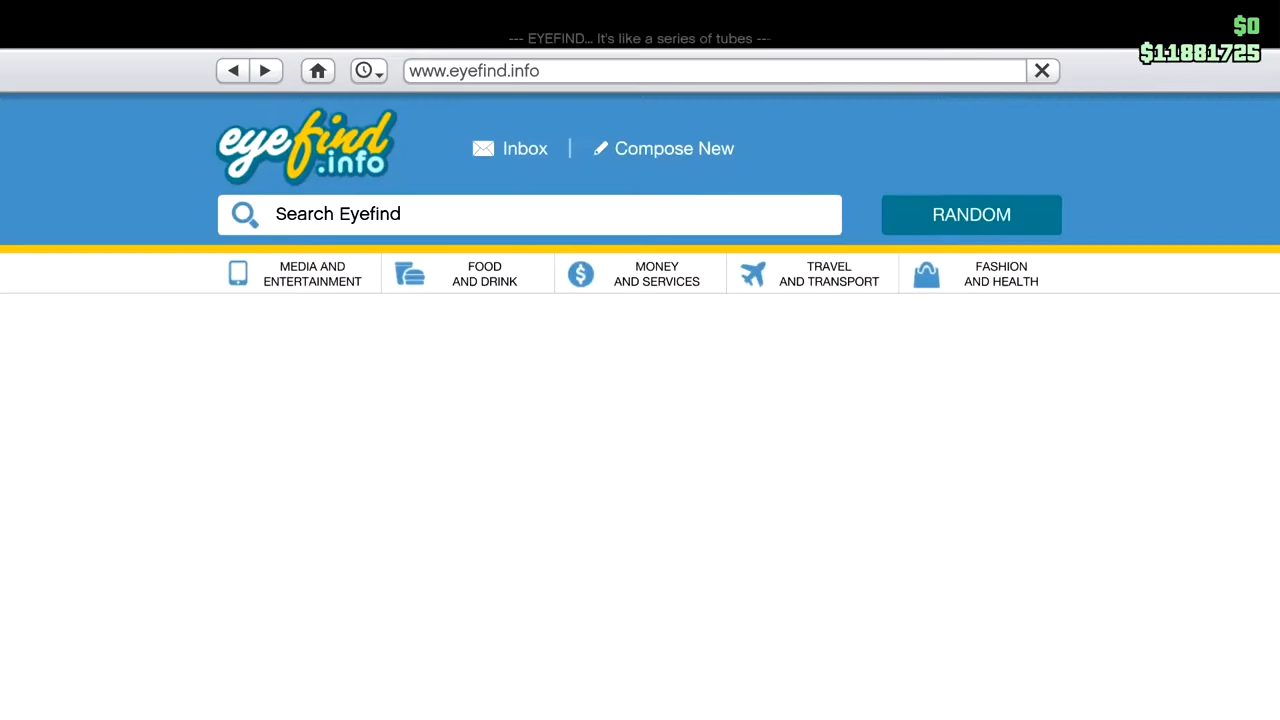 $0
--- EYEFIND... It's like a series of tubes ---
$11881725
www.eyefind.info
eyefind.info
Inbox | Compose New
Search Eyefind
RANDOM
MEDIA AND ENTERTAINMENT
FOOD AND DRINK
MONEY AND SERVICES
TRAVEL AND TRANSPORT
FASHION AND HEALTH